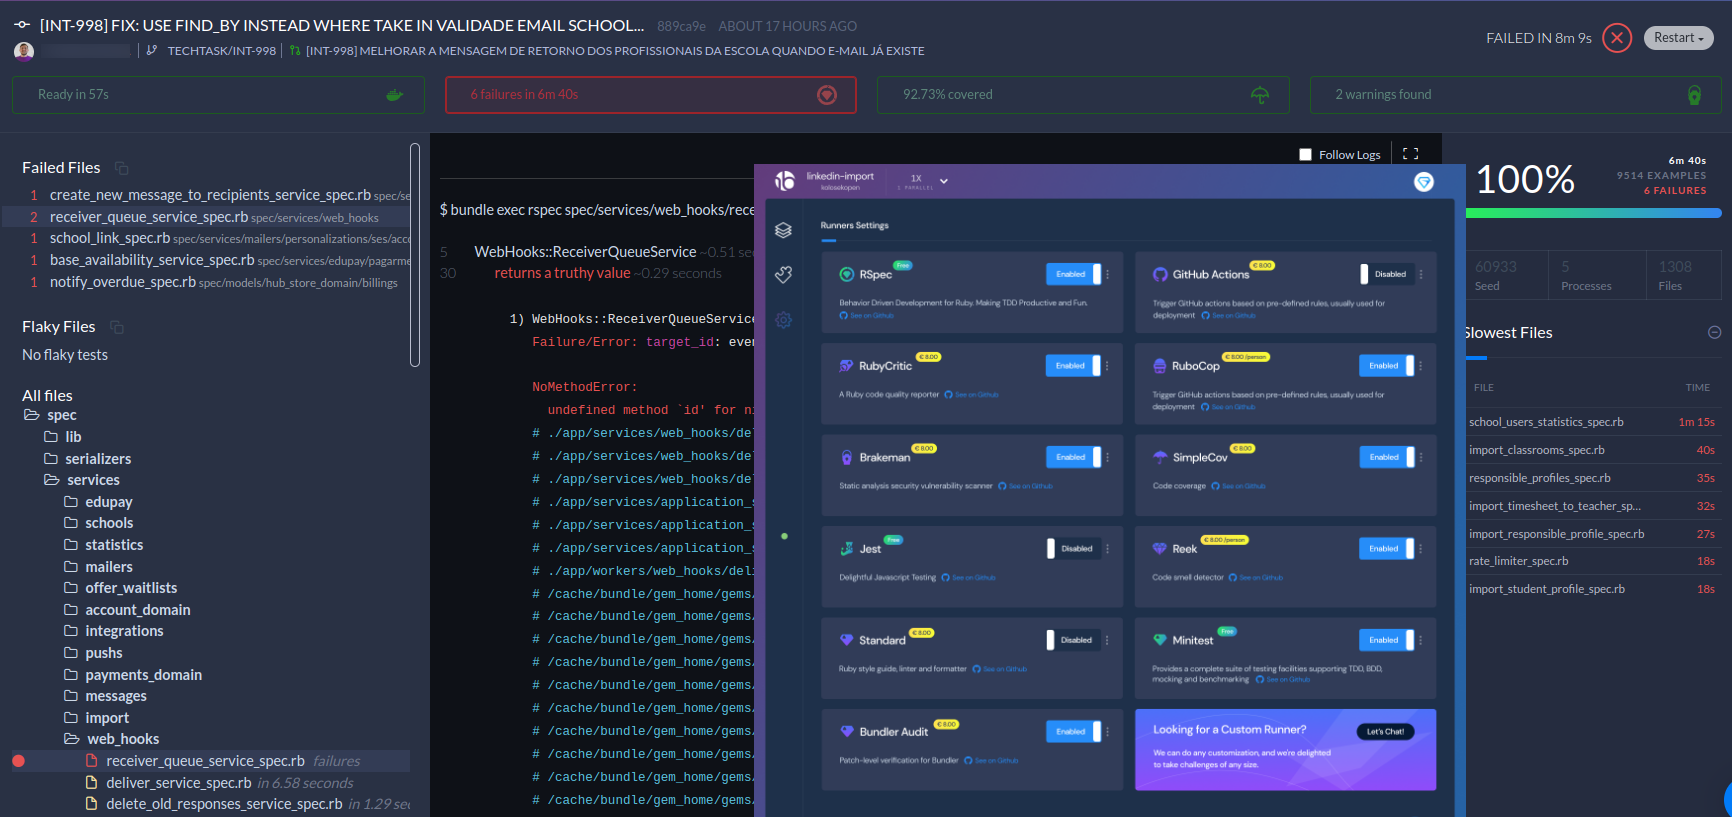 [INT-998] FIX: USE FIND_BY INSTEAD WHERE TAKE IN VALIDADE EMAIL SCHOOL... 889ca9e ABOUT 17 HOURS AGO
TECHTASK/INT-998 [INT-998] MELHORAR A MENSAGEM DE RETORNO DOS PROFISSIONAIS DA ESCOLA QUANDO E-MAIL JÁ EXISTE
FAILED IN 8m 9s Restart
Ready in 57s
6 failures in 6m 40s
92.73% covered
2 warnings found
Failed Files
1 create_new_message_to_recipients_service_spec.rb spec/se
2 receiver_queue_service_spec.rb spec/services/web_hooks
1 school_link_spec.rb spec/services/mailers/personalizations/ses/acco
1 base_availability_service_spec.rb spec/services/edupay/pagarme
1 notify_overdue_spec.rb spec/models/hub_store_domain/billings
Flaky Files
No flaky tests
All files
spec
lib
serializers
services
edupay
schools
statistics
mailers
offer_waitlists
account_domain
integrations
pushs
payments_domain
messages
import
web_hooks
receiver_queue_service_spec.rb failures
deliver_service_spec.rb in 6.58 seconds
delete_old_responses_service_spec.rb in 1.29 sec
Follow Logs
$ bundle exec rspec spec/services/web_hooks/rece
5 WebHooks::ReceiverQueueService ~0.51 sec
30 returns a truthy value ~0.29 seconds
1) WebHooks::ReceiverQueueService
Failure/Error: target_id: even
NoMethodError:
undefined method `id' for ni
# ./app/services/web_hooks/del
# ./app/services/web_hooks/del
# ./app/services/web_hooks/del
# ./app/services/application_s
# ./app/services/application_s
# ./app/services/application_s
# ./app/workers/web_hooks/deli
# /cache/bundle/gem_home/gems/
# /cache/bundle/gem_home/gems/
# /cache/bundle/gem_home/gems/
# /cache/bundle/gem_home/gems/
# /cache/bundle/gem_home/gems/
# /cache/bundle/gem_home/gems/
# /cache/bundle/gem_home/gems/
# /cache/bundle/gem_home/gems/
# /cache/bundle/gem_home/gems/
# /cache/bundle/gem_home/gems/
linkedin-import
kolosekopen
1X
1 PARALLEL
Runners Settings
RSpec Free Enabled
Behavior Driven Development for Ruby. Making TDD Productive and Fun.
See on Github
GitHub Actions € 8.00 Disabled
Trigger GitHub actions based on pre-defined rules, usually used for
deployment See on Github
RubyCritic € 8.00 Enabled
A Ruby code quality reporter See on Github
RuboCop € 8.00 /person Enabled
Trigger GitHub actions based on pre-defined rules, usually used for
deployment See on Github
Brakeman € 8.00 Enabled
Static analysis security vulnerability scanner See on Github
SimpleCov € 8.00 Enabled
Code coverage See on Github
Jest Free Disabled
Delightful Javascript Testing See on Github
Reek € 8.00 /person Enabled
Code smell detector See on Github
Standard € 8.00 Disabled
Ruby style guide, linter and formatter See on Github
Minitest Free Enabled
Provides a complete suite of testing facilities supporting TDD, BDD,
mocking and benchmarking See on Github
Bundler Audit € 8.00 Enabled
Patch-level verification for Bundler See on Github
Looking for a Custom Runner? Let's Chat!
We can do any customization, and we're delighted
to take challenges of any size.
100%
6m 40s
9514 EXAMPLES
6 FAILURES
60933 5 1308
Seed Processes Files
Slowest Files
FILE TIME
school_users_statistics_spec.rb 1m 15s
import_classrooms_spec.rb 40s
responsible_profiles_spec.rb 35s
import_timesheet_to_teacher_sp... 32s
import_responsible_profile_spec.rb 27s
rate_limiter_spec.rb 18s
import_student_profile_spec.rb 18s